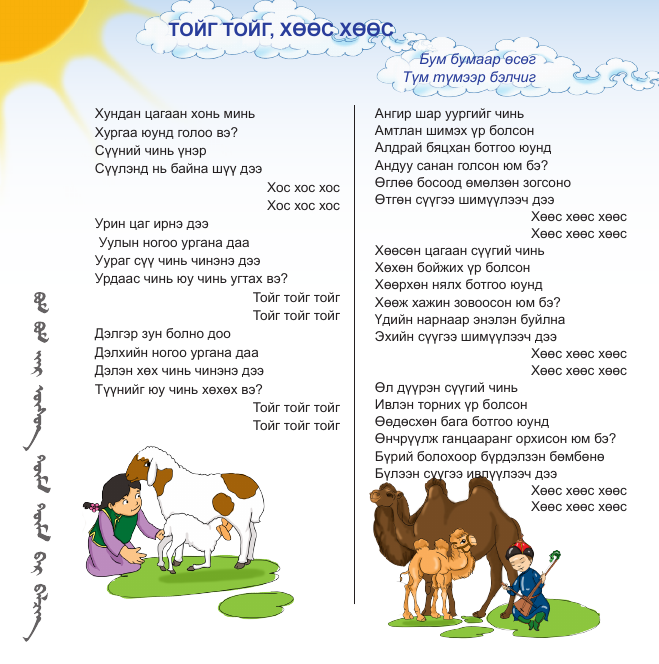 ТОЙГ ТОЙГ, ХӨӨС ХӨӨС
Бум бумаар өсөг
Түм түмээр бэлчиг
Хундан цагаан хонь минь
Хургаа юунд голоо вэ?
Сүүний чинь үнэр
Сүүлэнд нь байна шүү дээ
Хос хос хос
Хос хос хос
Урин цаг ирнэ дээ
Уулын ногоо ургана даа
Уураг сүү чинь чинэнэ дээ
Урдаас чинь юу чинь угтах вэ?
Тойг тойг тойг
Тойг тойг тойг
Дэлгэр зун болно доо
Дэлхийн ногоо ургана даа
Дэлэн хөх чинь чинэнэ дээ
Түүнийг юу чинь хөхөх вэ?
Тойг тойг тойг
Тойг тойг тойг
Ангир шар уургийг чинь
Амтлан шимэх үр болсон
Алдрай бяцхан ботгоо юунд
Андуу санан голсон юм бэ?
Өглөө босоод өмөлзөн зогсоно
Өтгөн сүүгээ шимүүлээч дээ
Хөөс хөөс хөөс
Хөөс хөөс хөөс
Хөөсөн цагаан сүүгий чинь
Хөхөн бойжих үр болсон
Хөөрхөн нялх ботгоо юунд
Хөөж хажин зовоосон юм бэ?
Үдийн нарнаар энэлэн буйлна
Эхийн сүүгээ шимүүлээч дээ
Хөөс хөөс хөөс
Хөөс хөөс хөөс
Өл дүүрэн сүүгий чинь
Ивлэн торних үр болсон
Өөдөсхөн бага ботгоо юунд
Өнчрүүлж ганцааранг орхисон юм бэ?
Бүрий болохоор бүрдэлзэн бөмбөнө
Бүлээн сүүгээ ивлүүлээч дээ
Хөөс хөөс хөөс
Хөөс хөөс хөөс